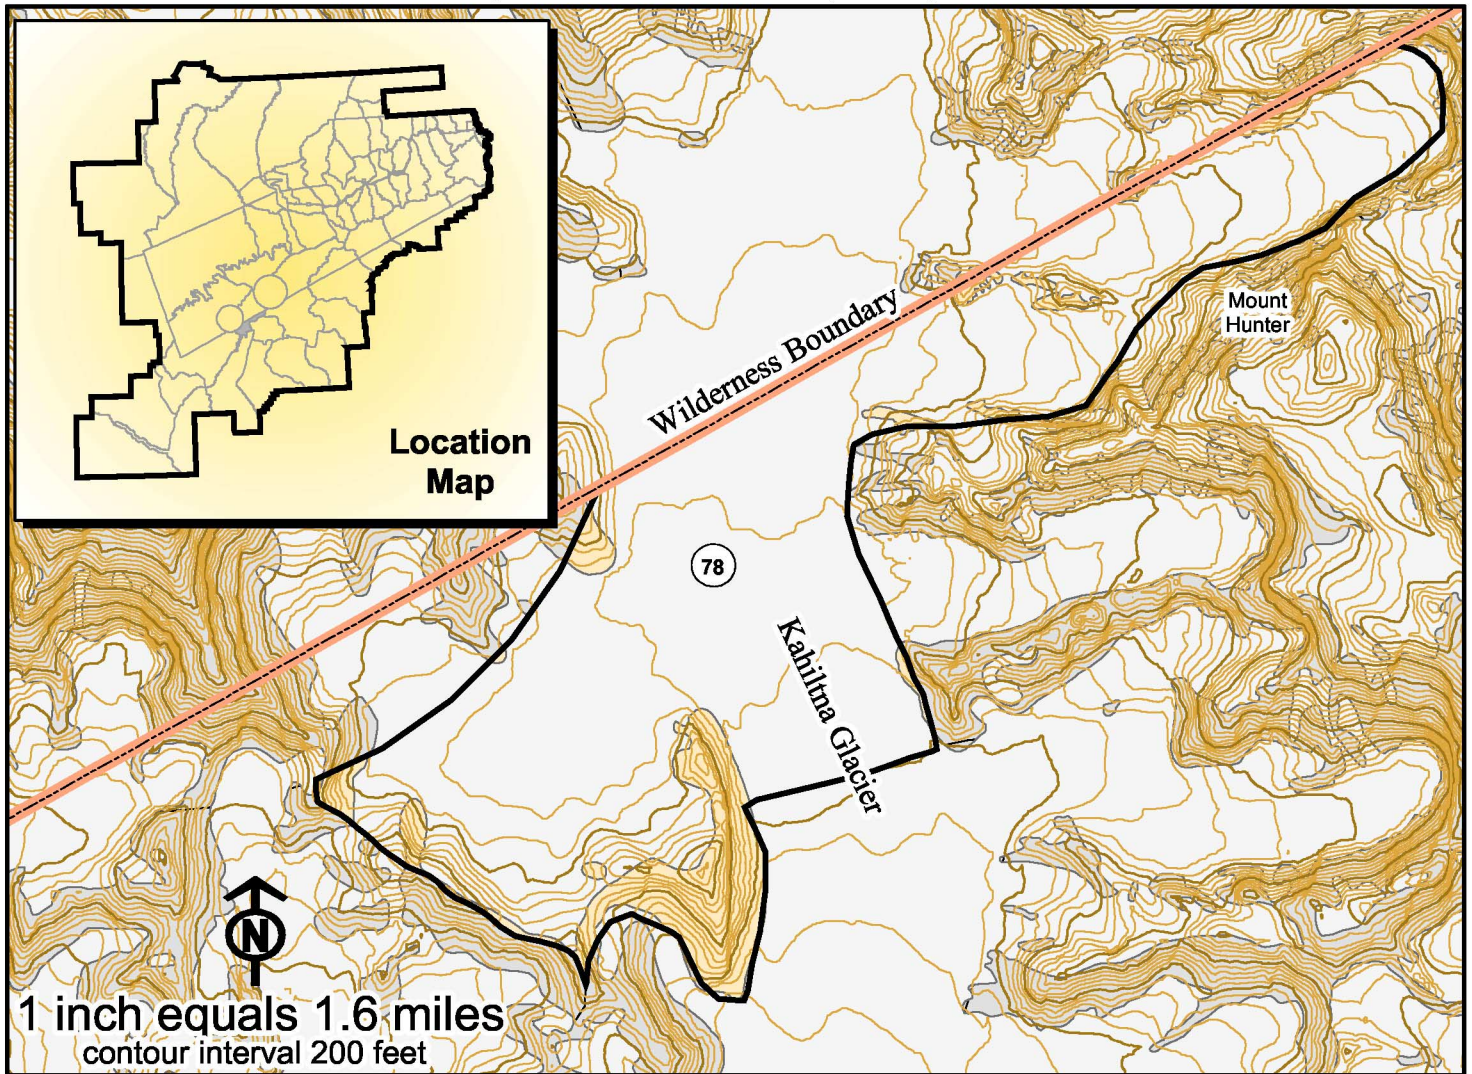 Location
Map
Mount
Hunter
Wilderness Boundary
78
Kahiltna Glacier
N
1 inch equals 1.6 miles
contour interval 200 feet